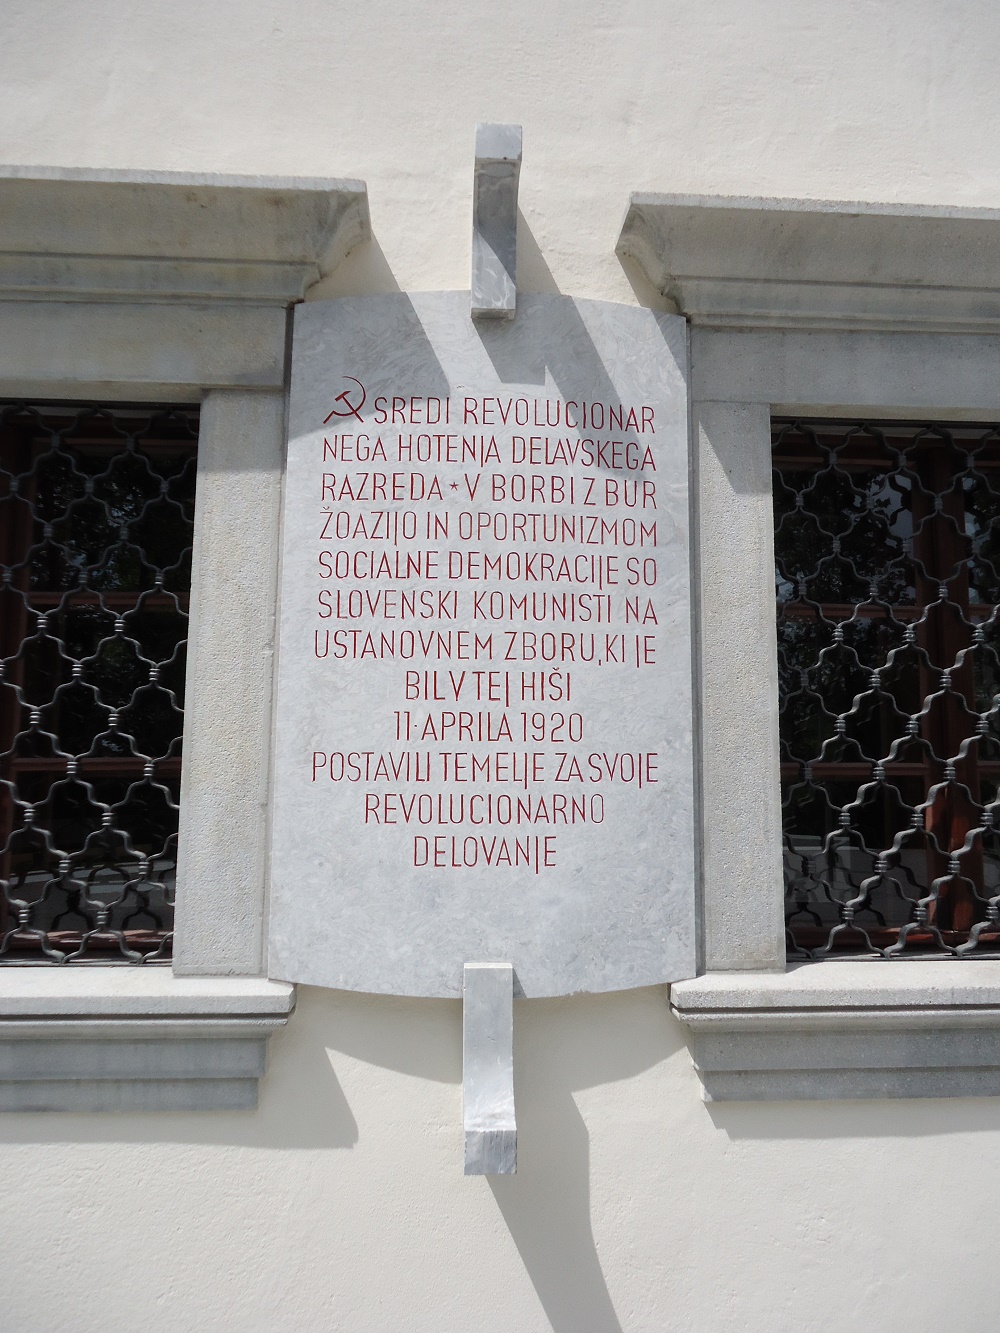 ☭ SREDI REVOLUCIONAR
NEGA HOTENJA DELAVSKEGA
RAZREDA * V BORBI Z BUR
ŽOAZIJO IN OPORTUNIZMOM
SOCIALNE DEMOKRACIJE SO
SLOVENSKI KOMUNISTI NA
USTANOVNEM ZBORU, KI JE
BIL V TEJ HIŠI
11. APRILA 1920
POSTAVILI TEMELJE ZA SVOJE
REVOLUCIONARNO
DELOVANJE